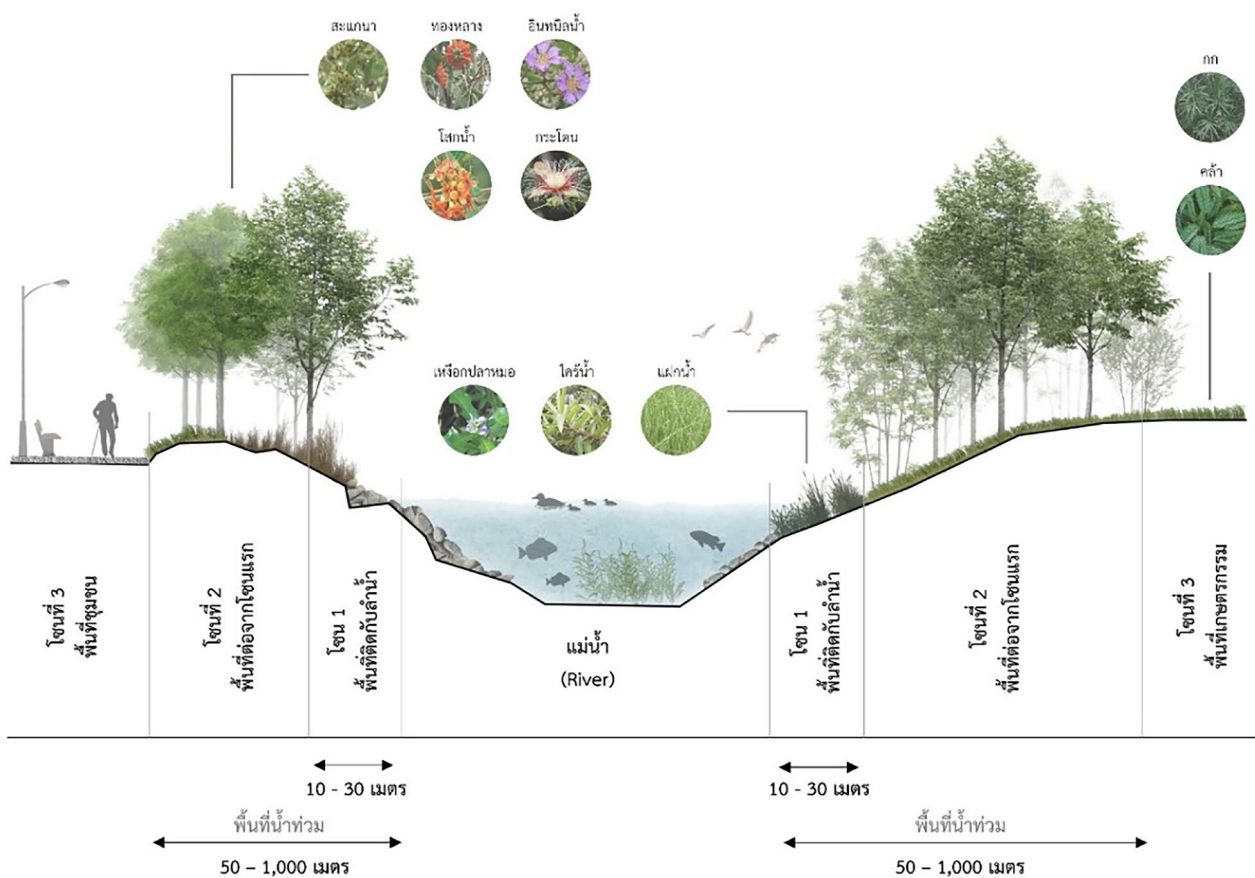 สะแกนา
ทองหลาง
อินทนิลน้ำ
โสกน้ำ
กระโดน
กก
คล้า
เหงือกปลาหมอ
ไคร้น้ำ
แฝกน้ำ
โซนที่ 3
พื้นที่ชุมชน
โซนที่ 2
พื้นที่ต่อจากโซนแรก
โซน 1
พื้นที่ติดกับลำน้ำ
แม่น้ำ
(River)
โซน 1
พื้นที่ติดกับลำน้ำ
โซนที่ 2
พื้นที่ต่อจากโซนแรก
โซนที่ 3
พื้นที่เกษตรกรรม
10 - 30 เมตร
10 - 30 เมตร
พื้นที่น้ำท่วม
พื้นที่น้ำท่วม
50 – 1,000 เมตร
50 – 1,000 เมตร